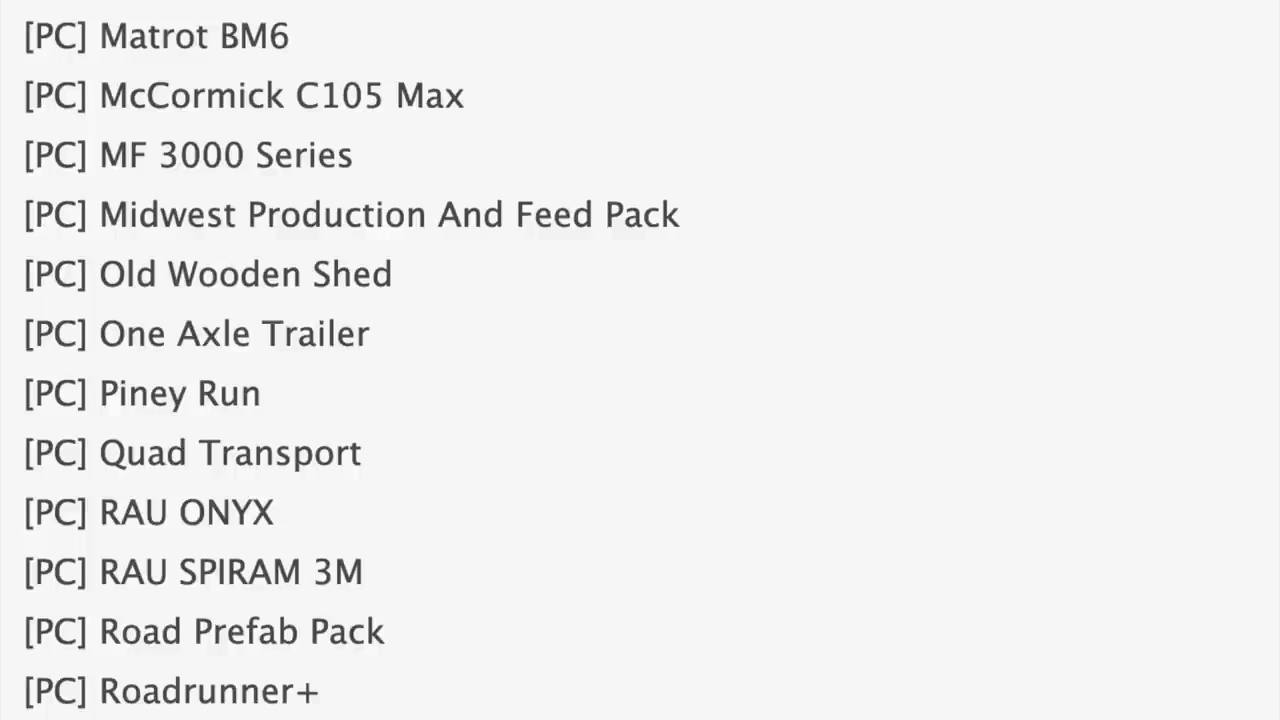 [PC] Matrot BM6
[PC] McCormick C105 Max
[PC] MF 3000 Series
[PC] Midwest Production And Feed Pack
[PC] Old Wooden Shed
[PC] One Axle Trailer
[PC] Piney Run
[PC] Quad Transport
[PC] RAU ONYX
[PC] RAU SPIRAM 3M
[PC] Road Prefab Pack
[PC] Roadrunner+